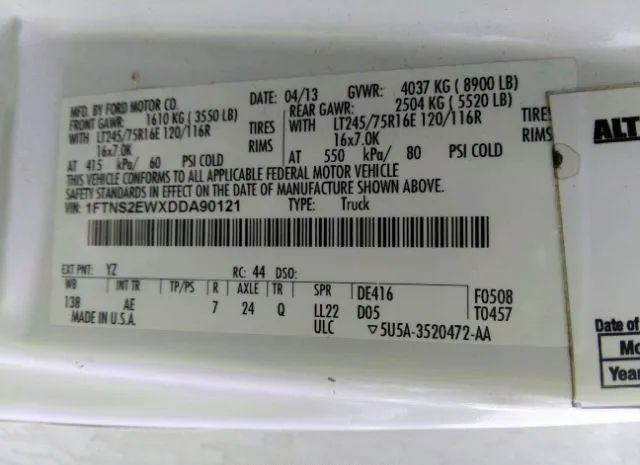 MFD. BY FORD MOTOR CO. DATE: 04/13 GVWR: 4037 KG ( 8900 LB)
FRONT GAWR: 1610 KG ( 3550 LB) REAR GAWR: 2504 KG ( 5520 LB)
WITH LT245/75R16E 120/116R TIRES WITH LT245/75R16E 120/116R TIRES
16x7.0K RIMS 16x7.0K RIMS
AT 415 kPa/ 60 PSI COLD AT 550 kPa/ 80 PSI COLD
THIS VEHICLE CONFORMS TO ALL APPLICABLE FEDERAL MOTOR VEHICLE
SAFETY STANDARDS IN EFFECT ON THE DATE OF MANUFACTURE SHOWN ABOVE.
VIN: 1FTNS2EWXDDA90121 TYPE: Truck
EXT PNT: YZ RC: 44 DSO:
WB INT TR TP/PS R AXLE TR SPR DE416 F0508
138 AE 7 24 Q LL22 D05 T0457
MADE IN U.S.A. ULC ▽5U5A-3520472-AA
ALT
Date of
Mo
Year